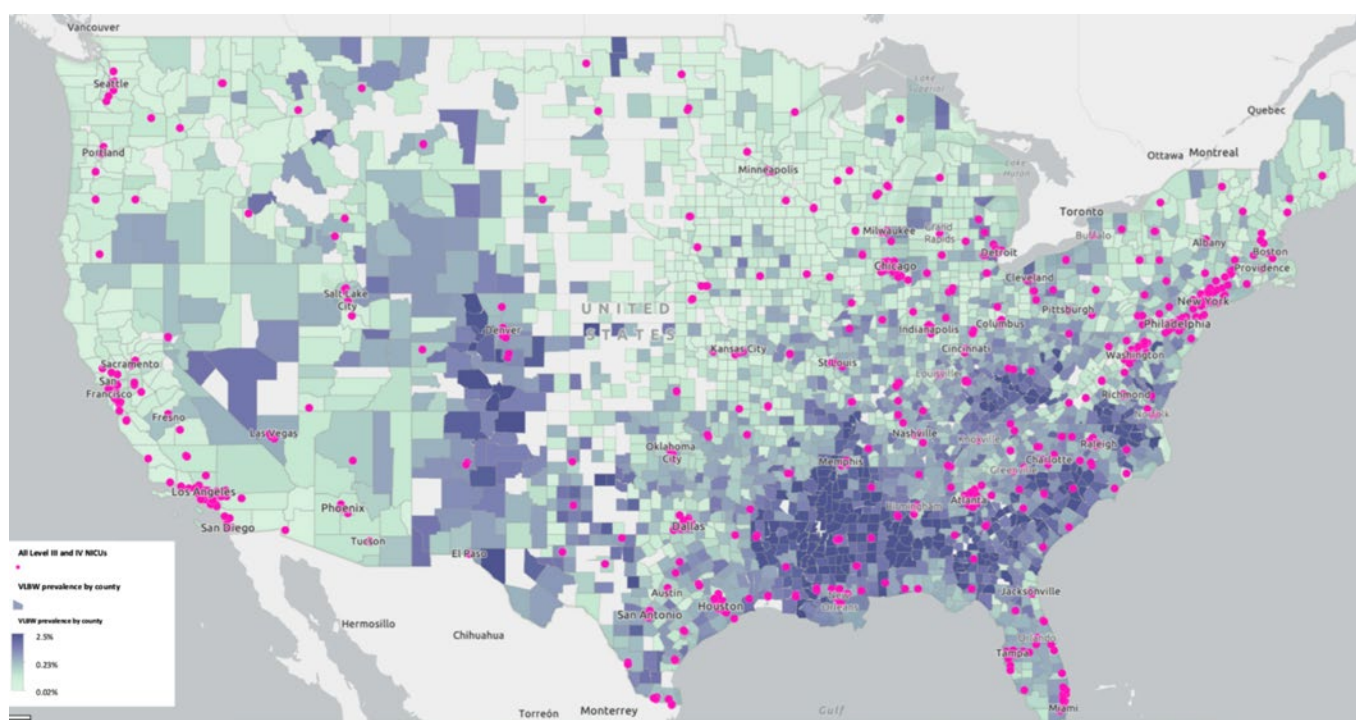 Vancouver
Seattle
Quebec
Lake
Superior
Ottawa
Montreal
Portland
Minneapolis
Lake
Huron
Toronto
Milwaukee
Grand
Rapids
Buffalo
Albany
Boston
Detroit
Chicago
Cleveland
Providence
Salt Lake
City
UNITED
STATES
Denver
New York
Pittsburgh
Philadelphia
Indianapolis
Columbus
Sacramento
Kansas City
St Louis
Cincinnati
Washington
San
Francisco
Louisville
Richmond
Norfolk
Fresno
Las Vegas
Nashville
Knoxville
Raleigh
Oklahoma
City
Memphis
Charlotte
Greenville
Los Angeles
Phoenix
Atlanta
Birmingham
San Diego
Dallas
Tucson
El Paso
All Level III and IV NICUs
VLBW prevalence by county
VLBW prevalence by county
2.5%
0.23%
0.02%
Austin
Houston
New
Orleans
Jacksonville
San Antonio
Hermosillo
Chihuahua
Orlando
Tampa
Torreón
Monterrey
Gulf
Miami